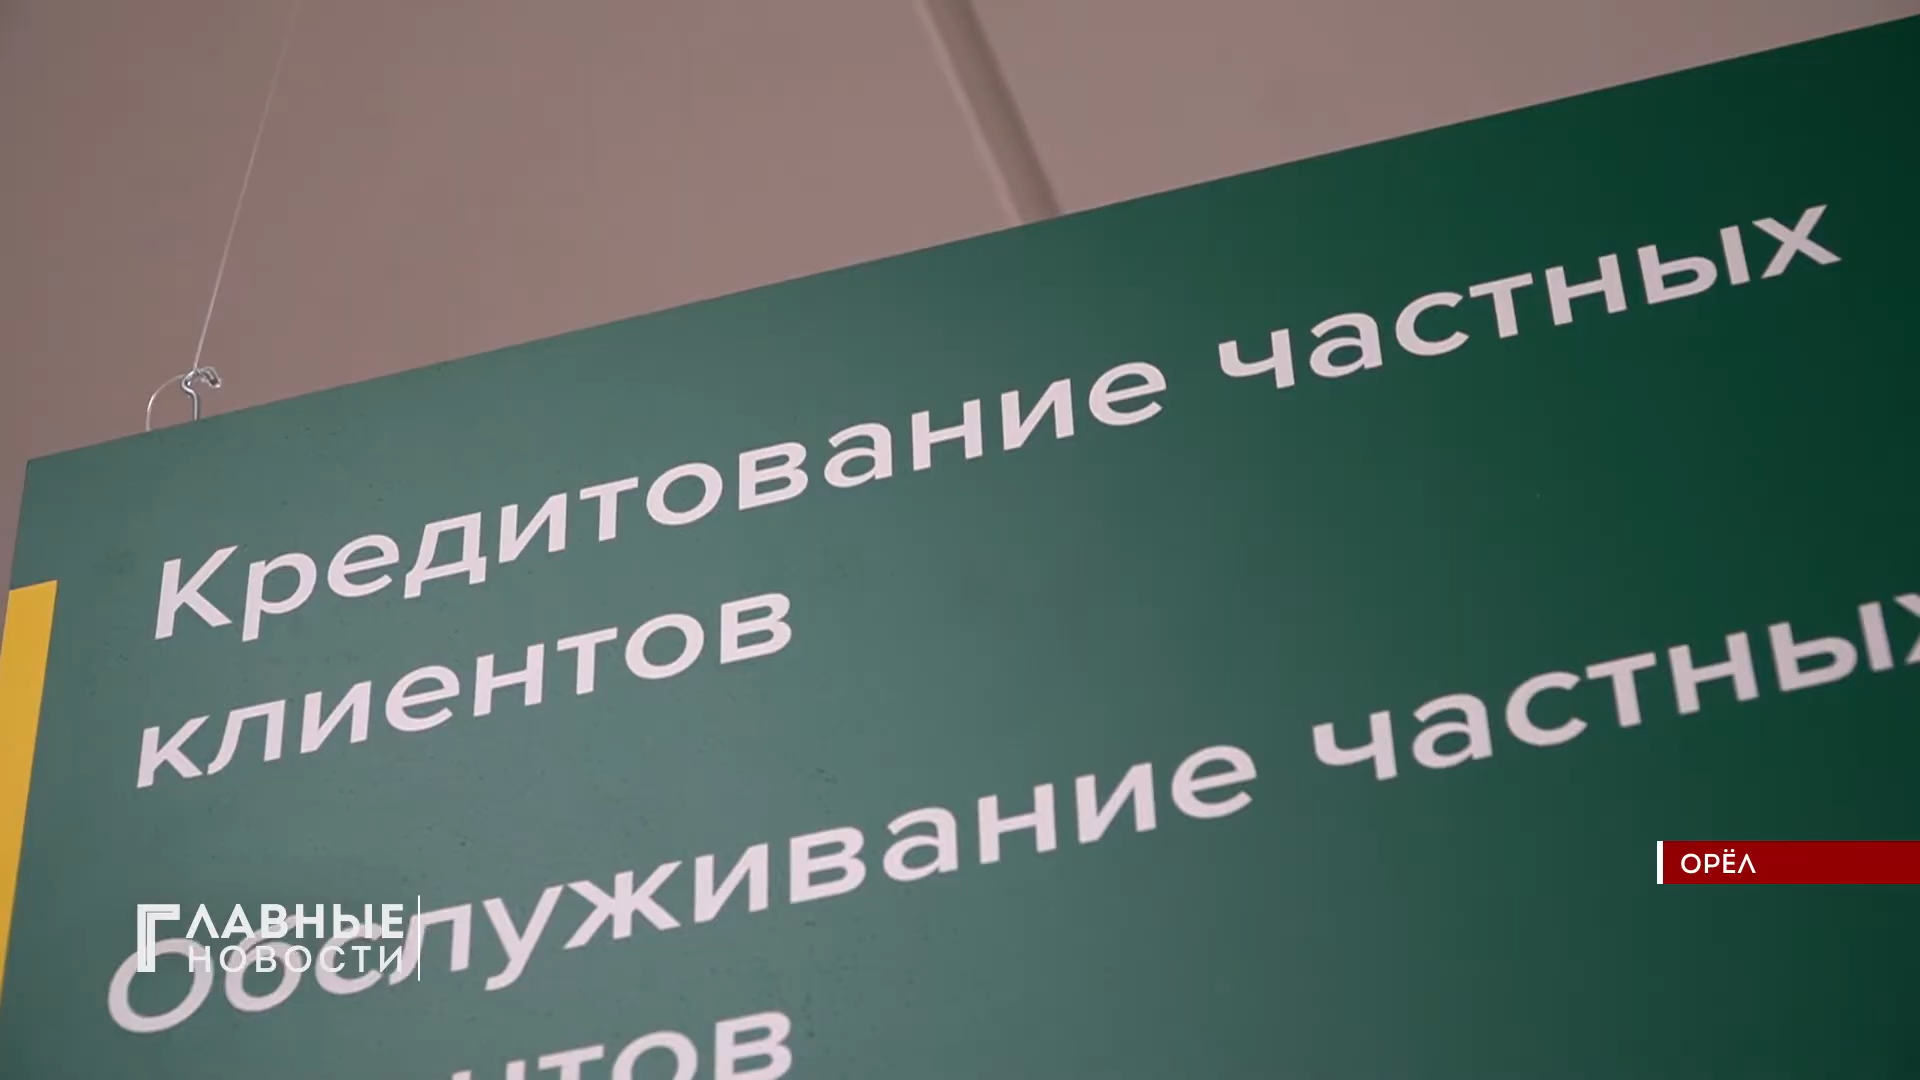 Кредитование частных
клиентов
Обслуживание частных
ОРЁЛ
ГЛАВНЫЕ
НОВОСТИ